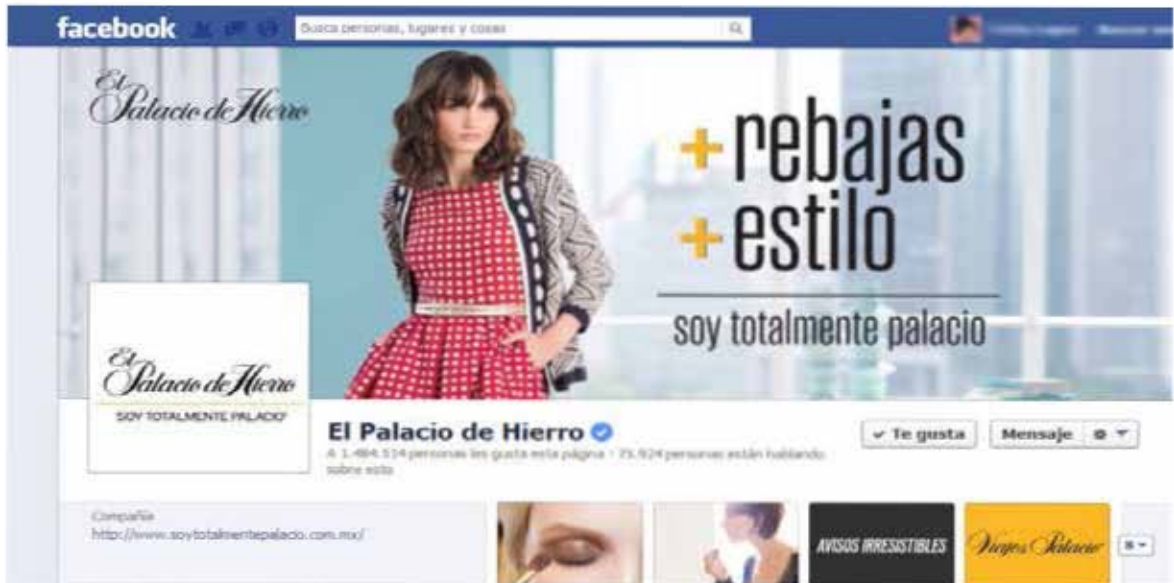 facebook
Busca personas, lugares y cosas
El Palacio de Hierro
+ rebajas
+ estilo
soy totalmente palacio
El Palacio de Hierro
SOY TOTALMENTE PALACIO
El Palacio de Hierro
Te gusta
Mensaje
A 1.484.514 personas les gusta esta página · 75.924 personas están hablando
sobre esto
Compañía
http://www.soytotalmentepalacio.com.mx/
AVISOS IRRESISTIBLES
Viajes Palacio